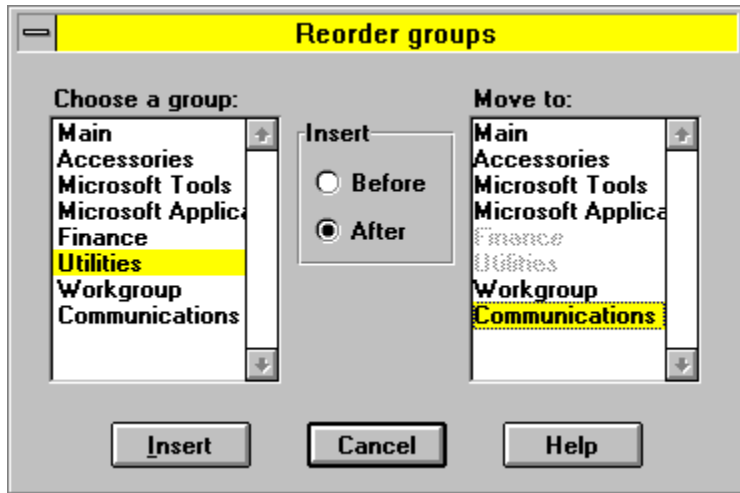 Reorder groups
Choose a group:
Main
Accessories
Microsoft Tools
Microsoft Applica
Finance
Utilities
Workgroup
Communications
Insert
Before
After
Move to:
Main
Accessories
Microsoft Tools
Microsoft Applica
Finance
Utilities
Workgroup
Communications
Insert
Cancel
Help